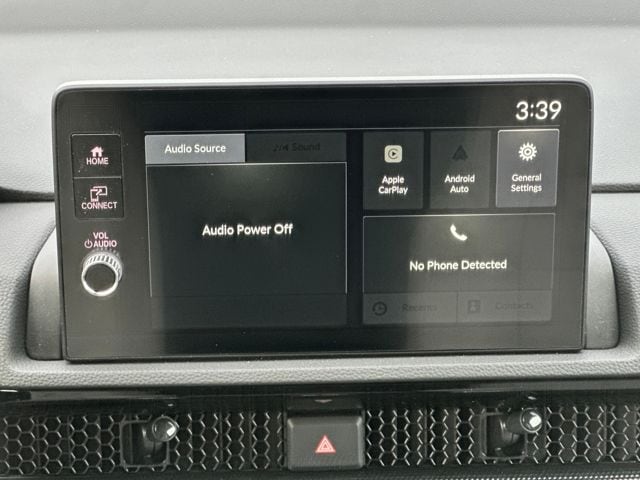 3:39
HOME
CONNECT
VOL
AUDIO
Audio Source
Sound
Audio Power Off
Apple
CarPlay
Android
Auto
General
Settings
No Phone Detected
Recents
Contacts